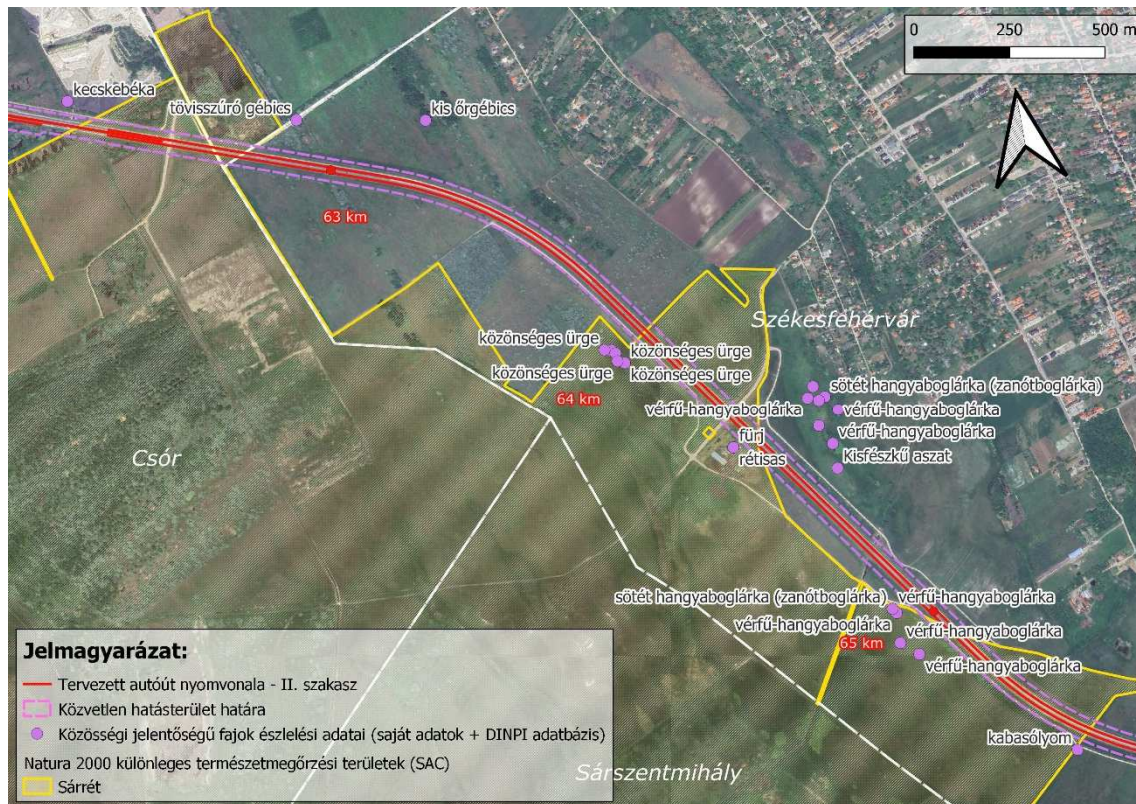 0 250 500 m
kecskebéka
tövisszúró gébics
kis őrgébics
63 km
Székesfehérvár
közönséges ürge
közönséges ürge
közönséges ürge
közönséges ürge
64 km
sötét hangyaboglárka (zanótboglárka)
vérfű-hangyaboglárka
vérfű-hangyaboglárka
vérfű-hangyaboglárka
fürj
rétisas
Kisfészkű aszat
Csór
sötét hangyaboglárka (zanótboglárka)
vérfű-hangyaboglárka
vérfű-hangyaboglárka
vérfű-hangyaboglárka
65 km
vérfű-hangyaboglárka
kabasólyom
Sárszentmihály
Jelmagyarázat:
Tervezett autóút nyomvonala - II. szakasz
Közvetlen hatásterület határa
Közösségi jelentőségű fajok észlelési adatai (saját adatok + DINPI adatbázis)
Natura 2000 különleges természetmegőrzési területek (SAC)
Sárrét